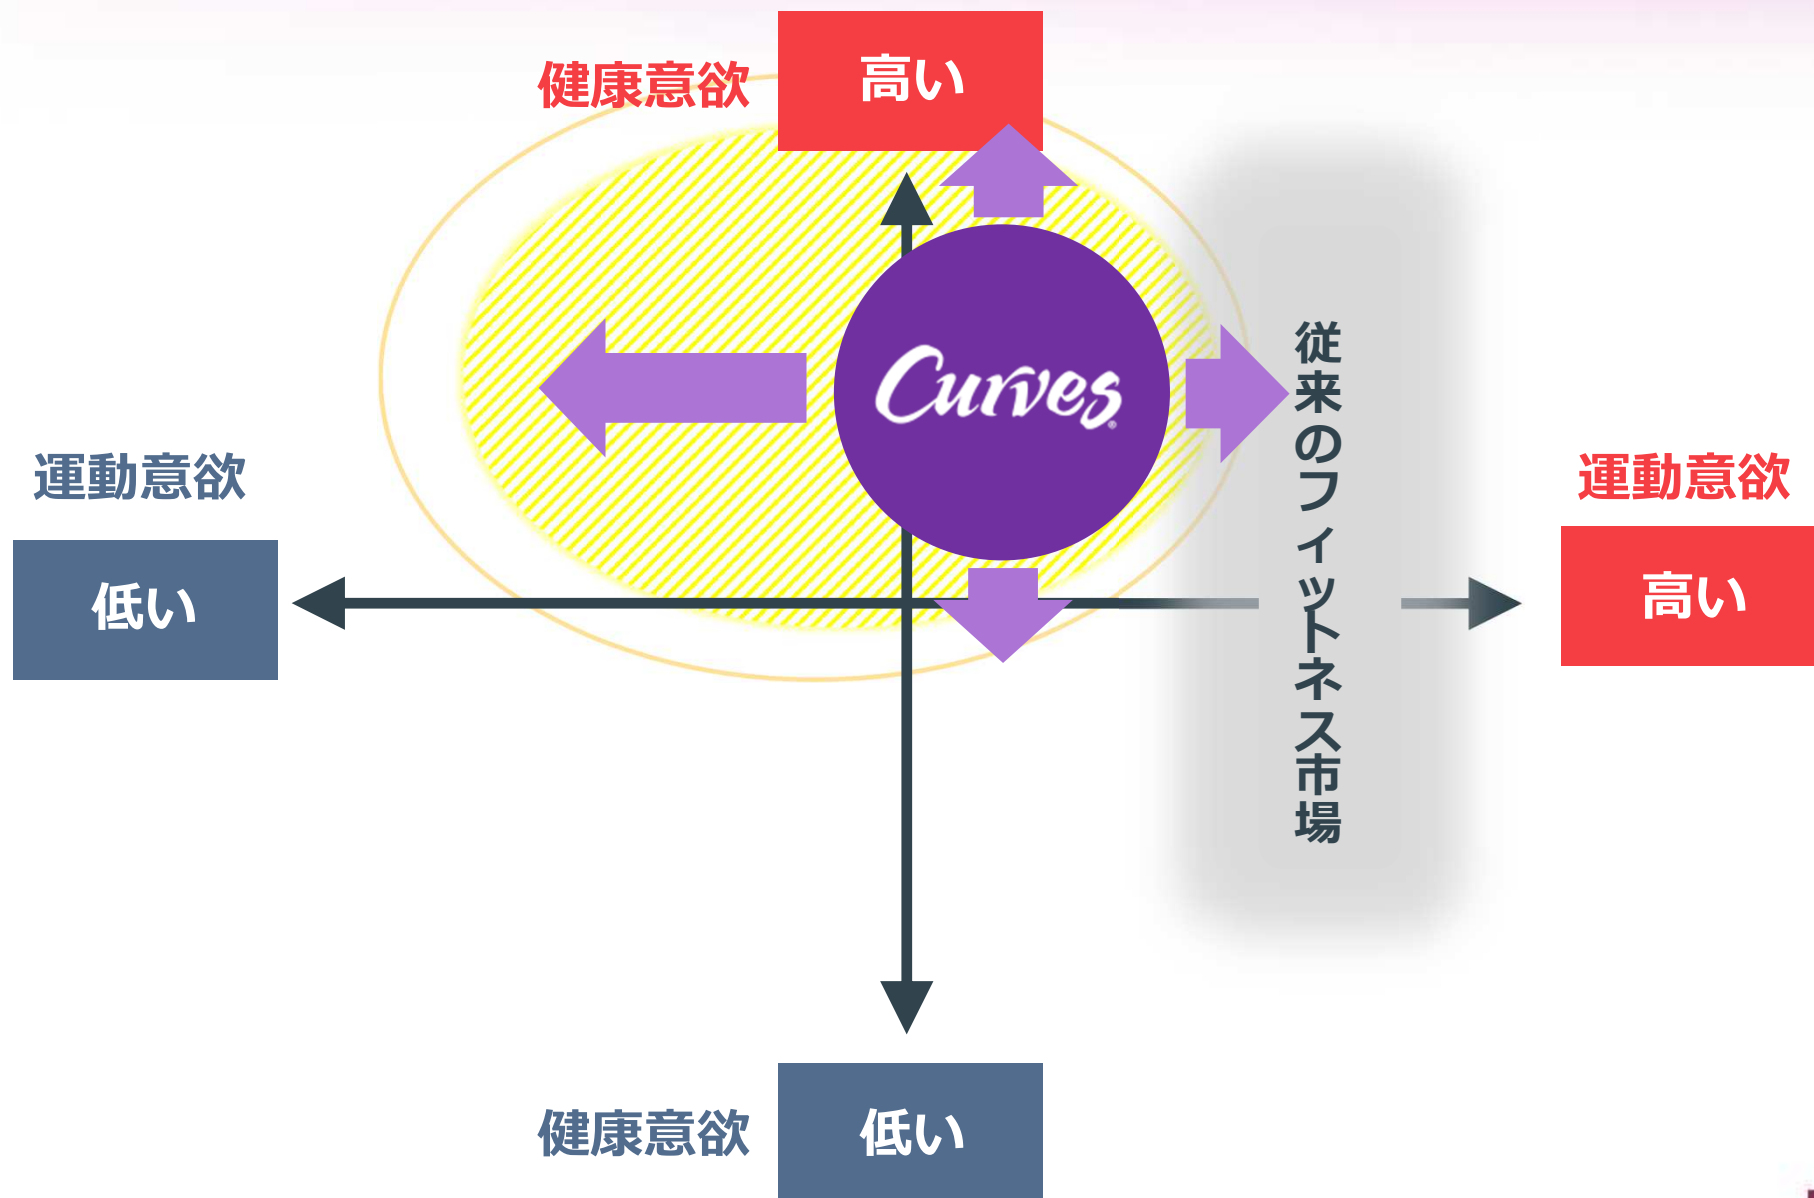 健康意欲
高い
Curves®
従来のフィットネス市場
運動意欲
低い
運動意欲
高い
健康意欲
低い